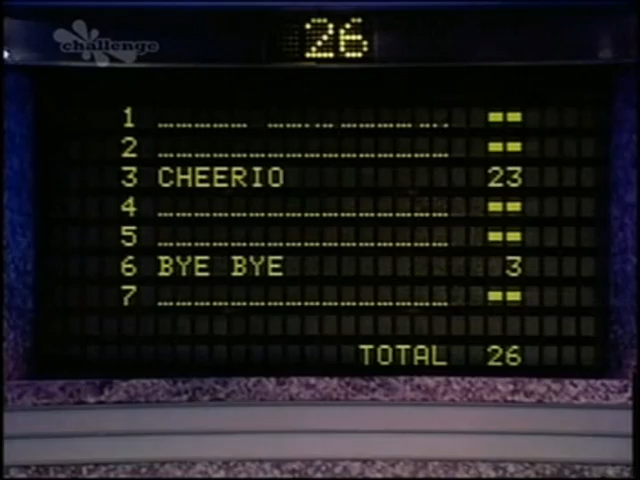 challenge
26
1 -- 
2 --
3 CHEERIO 23
4 --
5 --
6 BYE BYE 3
7 --
TOTAL 26